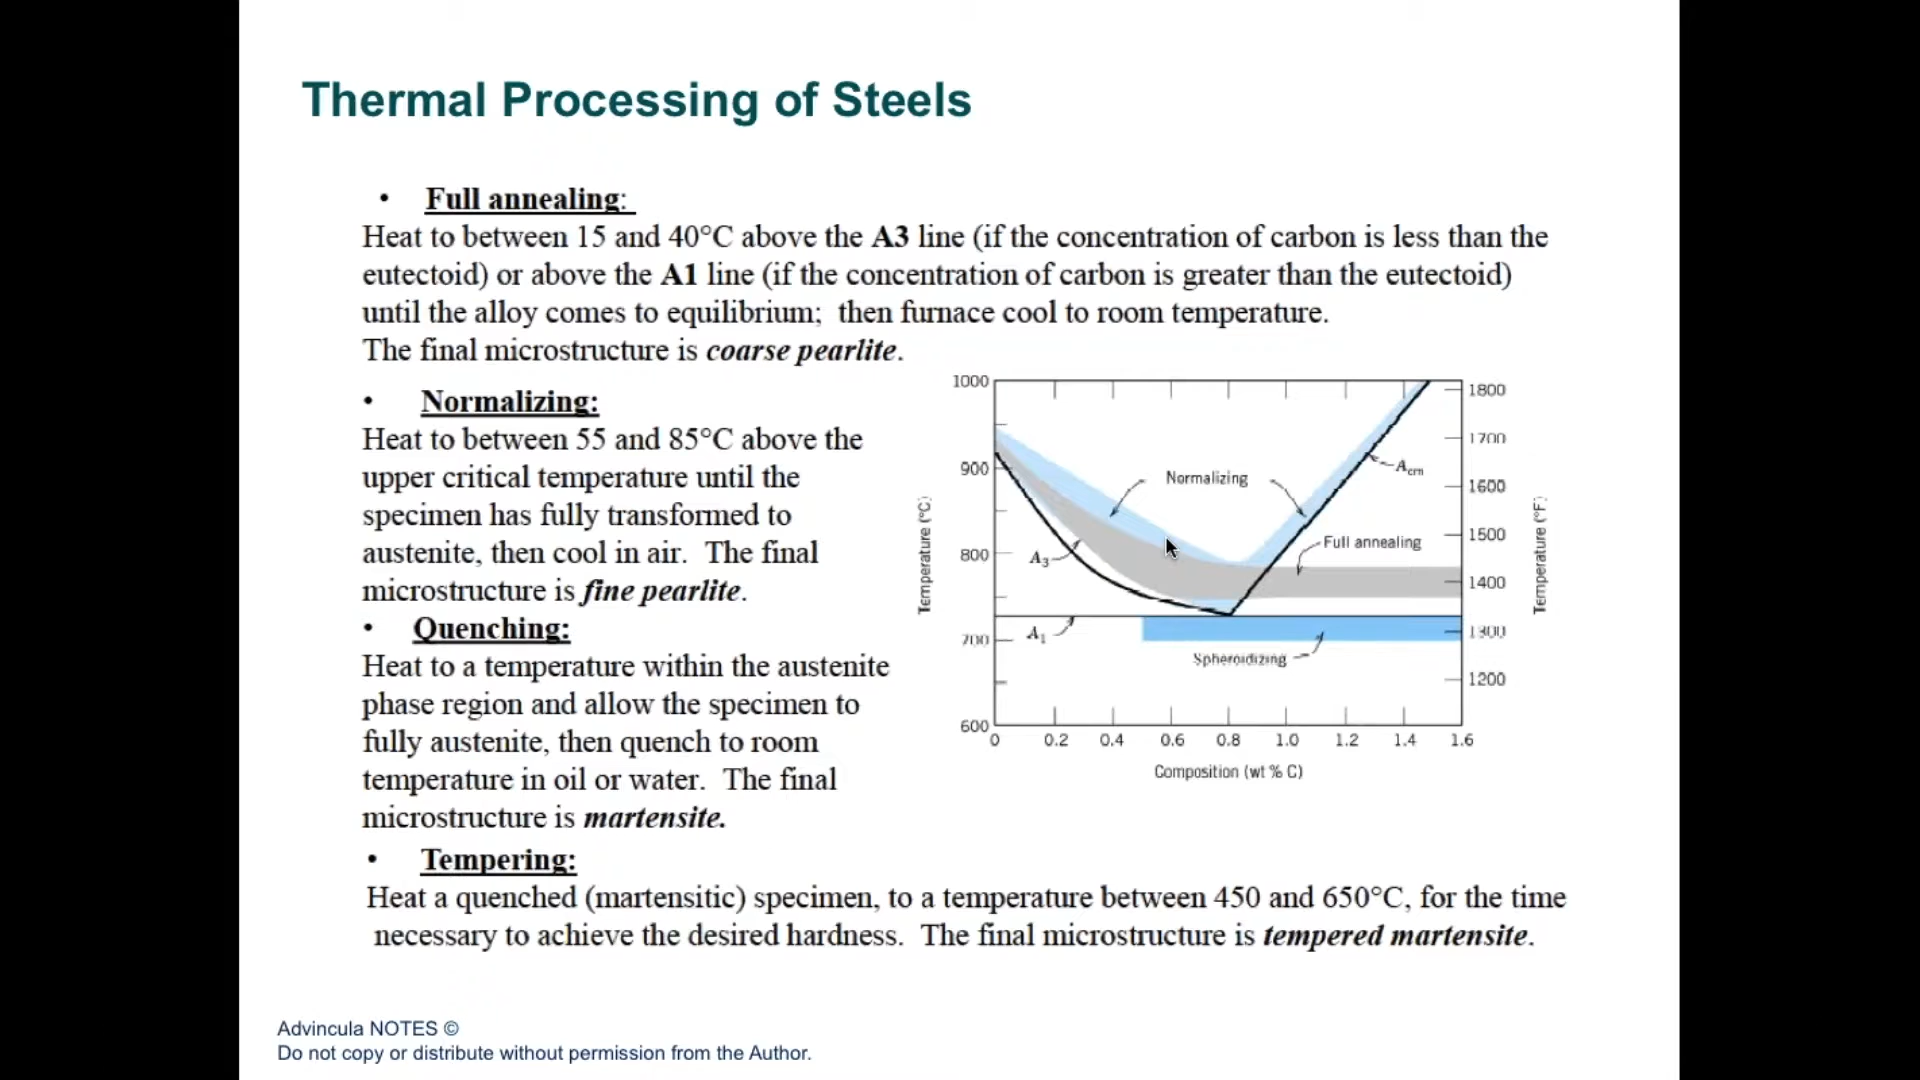 Thermal Processing of Steels
• Full annealing:
Heat to between 15 and 40°C above the A3 line (if the concentration of carbon is less than the
eutectoid) or above the A1 line (if the concentration of carbon is greater than the eutectoid)
until the alloy comes to equilibrium; then furnace cool to room temperature.
The final microstructure is coarse pearlite.
• Normalizing:
Heat to between 55 and 85°C above the
upper critical temperature until the
specimen has fully transformed to
austenite, then cool in air. The final
microstructure is fine pearlite.
• Quenching:
Heat to a temperature within the austenite
phase region and allow the specimen to
fully austenite, then quench to room
temperature in oil or water. The final
microstructure is martensite.
1000
900
800
700
600
Temperature (°C)
Normalizing
A3
A1
Acm
Full annealing
Spheroidizing
1800
1700
1600
1500
1400
1300
1200
Temperature (°F)
0 0.2 0.4 0.6 0.8 1.0 1.2 1.4 1.6
Composition (wt % C)
• Tempering:
Heat a quenched (martensitic) specimen, to a temperature between 450 and 650°C, for the time
necessary to achieve the desired hardness. The final microstructure is tempered martensite.
Advincula NOTES ©
Do not copy or distribute without permission from the Author.